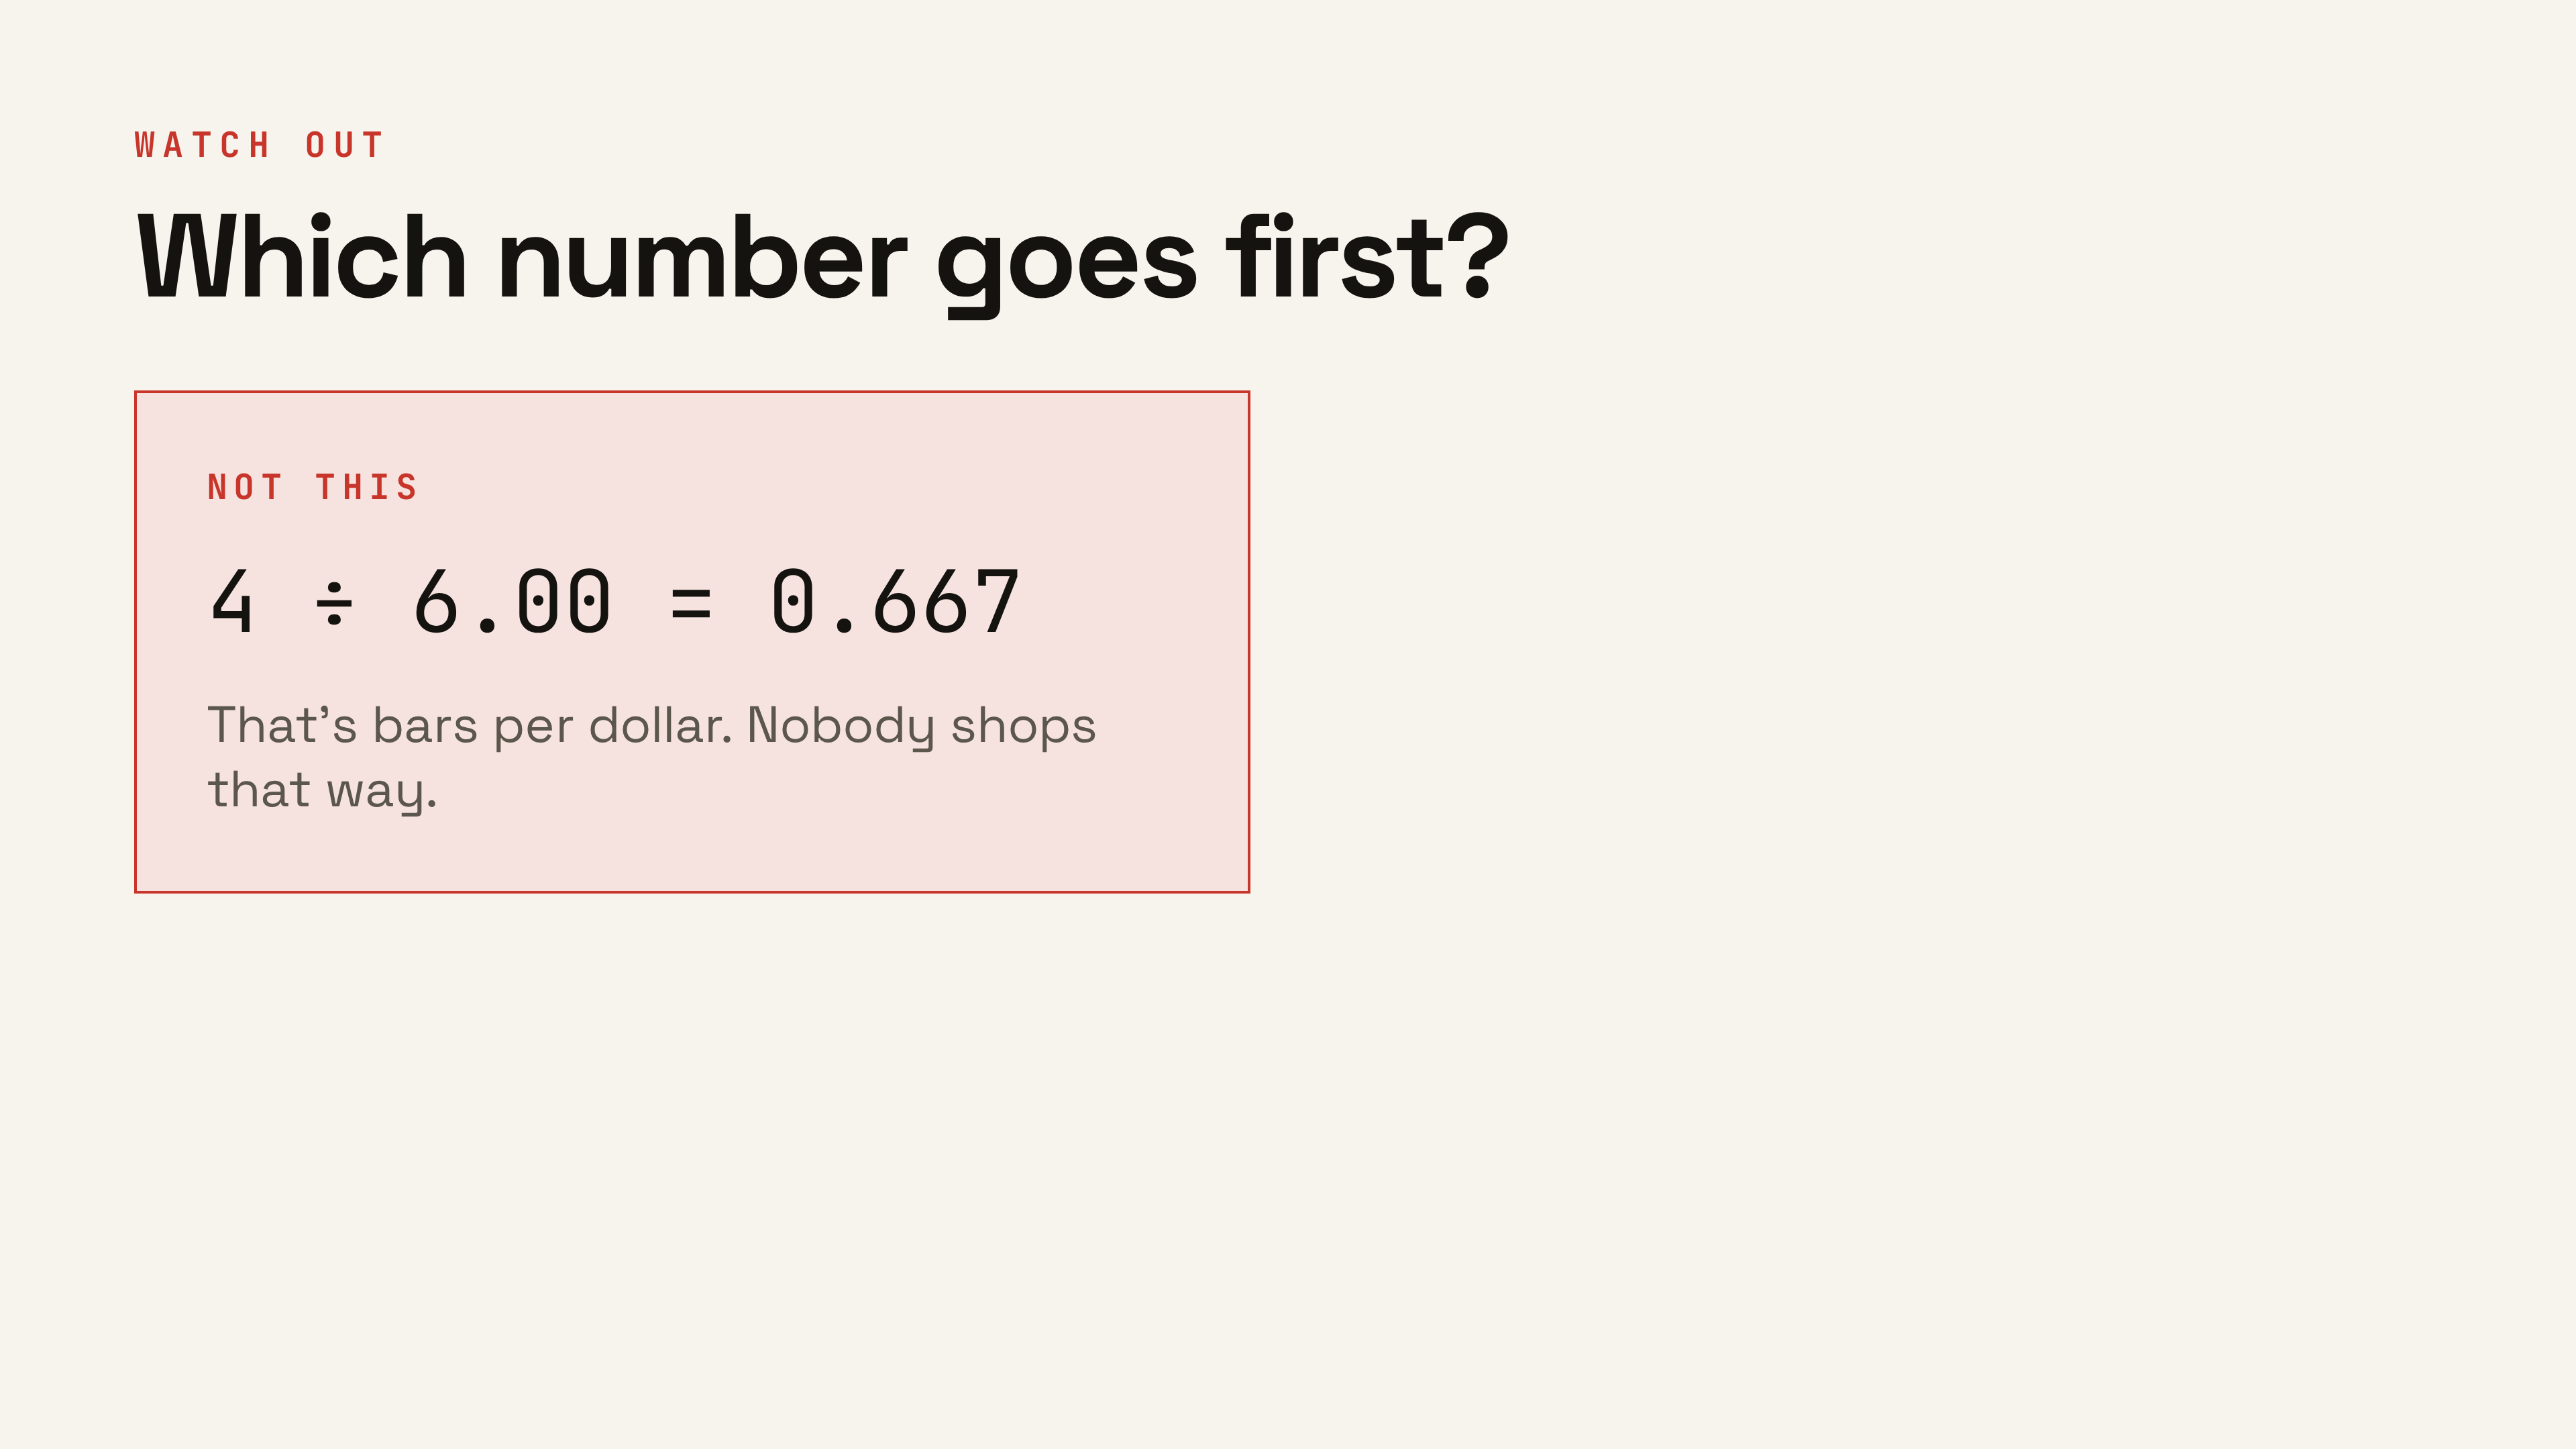 WATCH OUT
Which number goes first?
NOT THIS
4 ÷ 6.00 = 0.667
That’s bars per dollar. Nobody shops
that way.